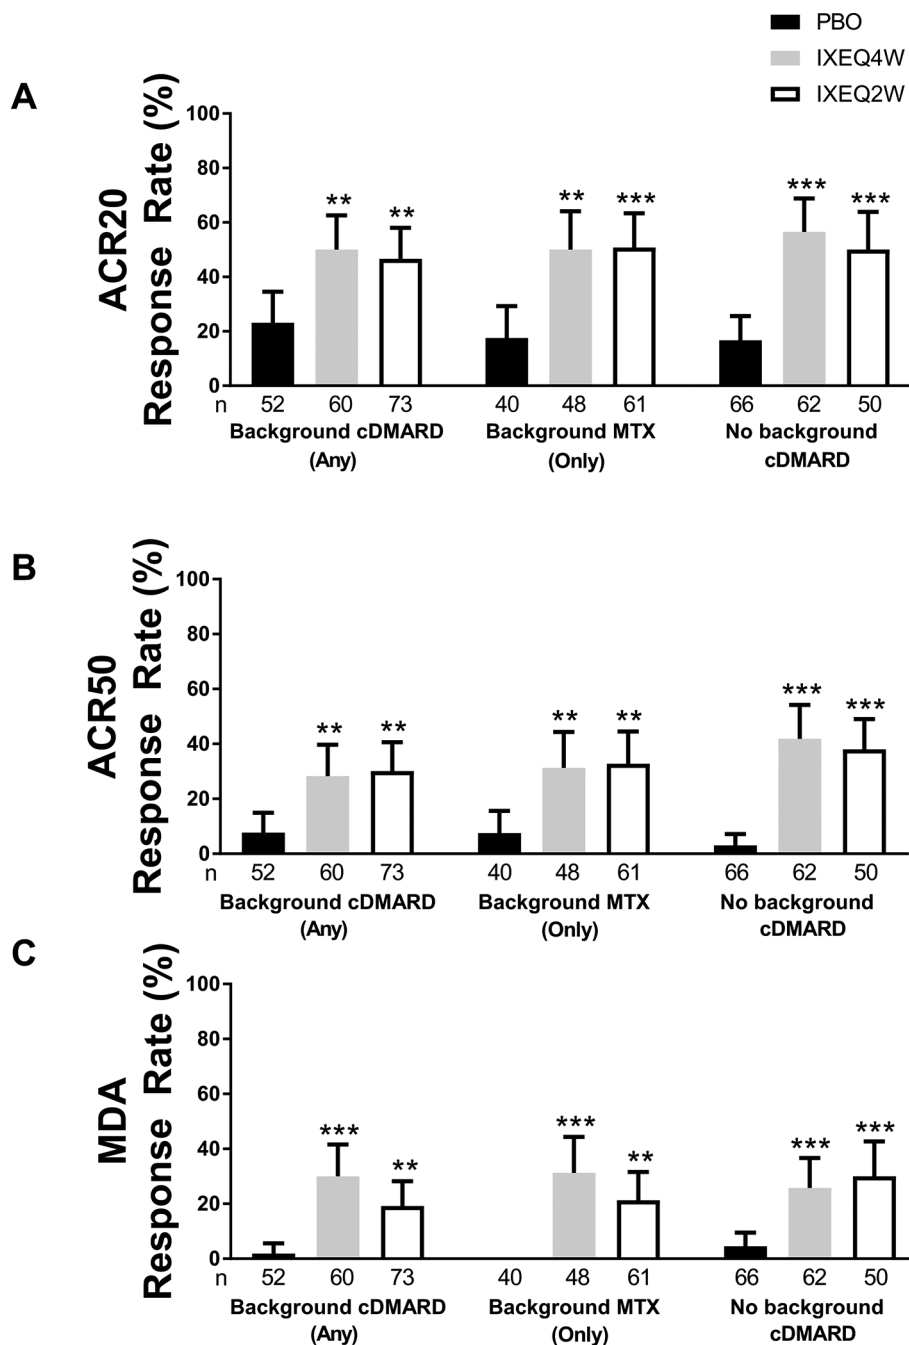 PBO
IXEQ4W
IXEQ2W
A
ACR20
Response Rate (%)
100
80
60
40
20
0
** ** ** *** *** ***
n 52 60 73 40 48 61 66 62 50
Background cDMARD
(Any)
Background MTX
(Only)
No background
cDMARD
B
ACR50
Response Rate (%)
100
80
60
40
20
0
** ** ** ** *** ***
n 52 60 73 40 48 61 66 62 50
Background cDMARD
(Any)
Background MTX
(Only)
No background
cDMARD
C
MDA
Response Rate (%)
100
80
60
40
20
0
*** ** *** ** *** ***
n 52 60 73 40 48 61 66 62 50
Background cDMARD
(Any)
Background MTX
(Only)
No background
cDMARD